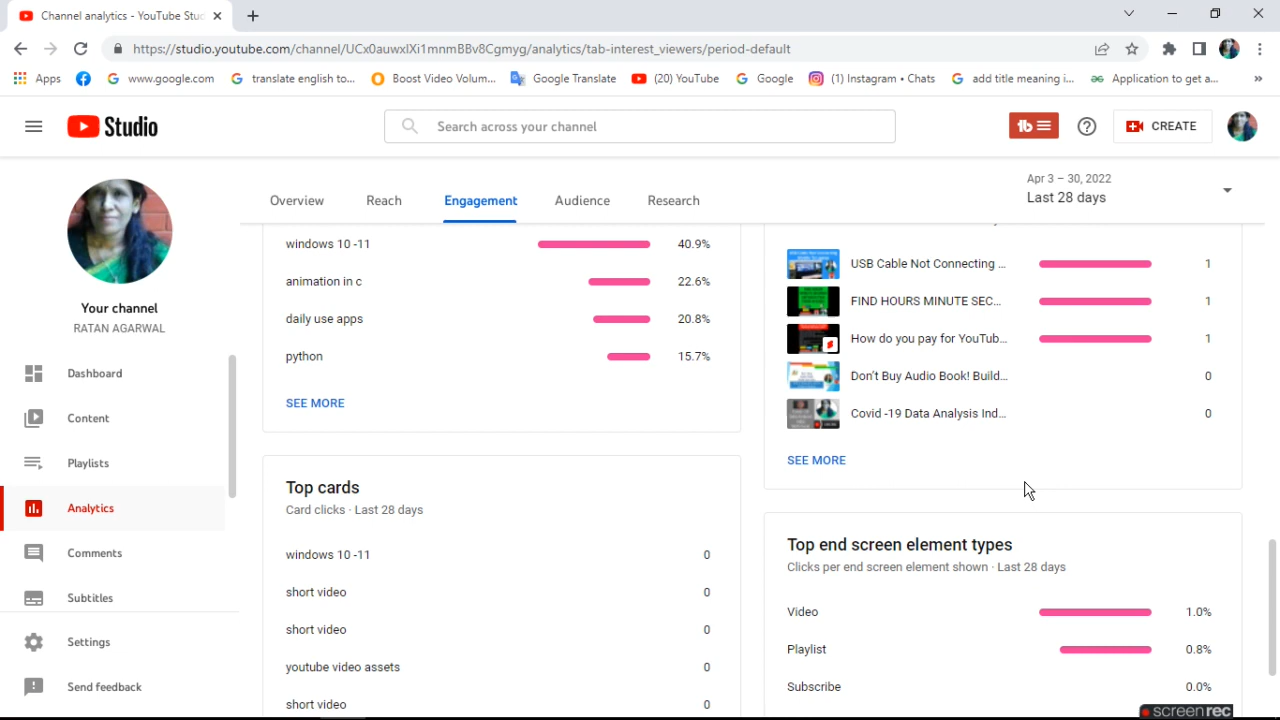 Channel analytics - YouTube Stud
https://studio.youtube.com/channel/UCx0auwxlXi1mnmBBv8Cgmyg/analytics/tab-interest_viewers/period-default
Apps
www.google.com
translate english to...
Boost Video Volum...
Google Translate
(20) YouTube
Google
(1) Instagram • Chats
add title meaning i...
Application to get a...
»
Studio
Search across your channel
CREATE
Your channel
RATAN AGARWAL
Dashboard
Content
Playlists
Analytics
Comments
Subtitles
Settings
Send feedback
Overview
Reach
Engagement
Audience
Research
Apr 3 – 30, 2022
Last 28 days
windows 10 -11 40.9%
animation in c 22.6%
daily use apps 20.8%
python 15.7%
SEE MORE
Top cards
Card clicks · Last 28 days
windows 10 -11 0
short video 0
short video 0
youtube video assets 0
short video 0
USB Cable Not Connecting ... 1
FIND HOURS MINUTE SEC... 1
How do you pay for YouTub... 1
Don't Buy Audio Book! Build... 0
Covid -19 Data Analysis Ind... 0
SEE MORE
Top end screen element types
Clicks per end screen element shown · Last 28 days
Video 1.0%
Playlist 0.8%
Subscribe 0.0%
screenrec